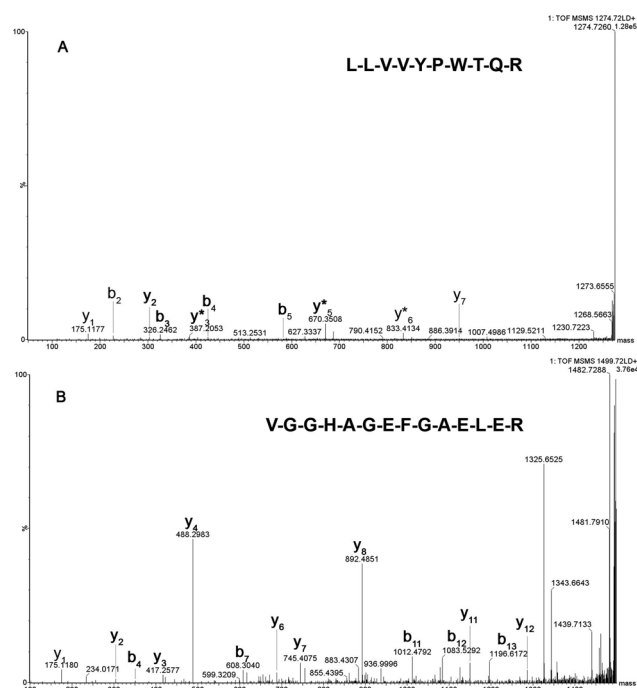 1: TOF MSMS 1274.72LD+
1274.7260 1.28e5
100
A
L-L-V-V-Y-P-W-T-Q-R
%
1273.6555
b2
y2
b4
y7
y1
b3
y*3
b5
y*5
y*6
1268.5663
175.1177
326.2462
387.2053
670.3508
833.4134
513.2531
627.3337
790.4152
886.3914
1007.4986
1129.5211
1230.7223
0
mass
100 200 300 400 500 600 700 800 900 1000 1100 1200
1: TOF MSMS 1499.72LD+
1482.7288 3.76e4
100
B
V-G-G-H-A-G-E-F-G-A-E-L-E-R
1325.6525
y4
488.2983
y8
892.4851
%
1481.7910
1343.6643
y6
y11
y12
y2
y7
b11
b12
b13
1439.7133
y1
b4
y3
b7
745.4075
1012.4792
1083.5292
1196.6172
175.1180
234.0171
417.2577
608.3040
883.4307
936.9996
599.3209
855.4395
0
mass